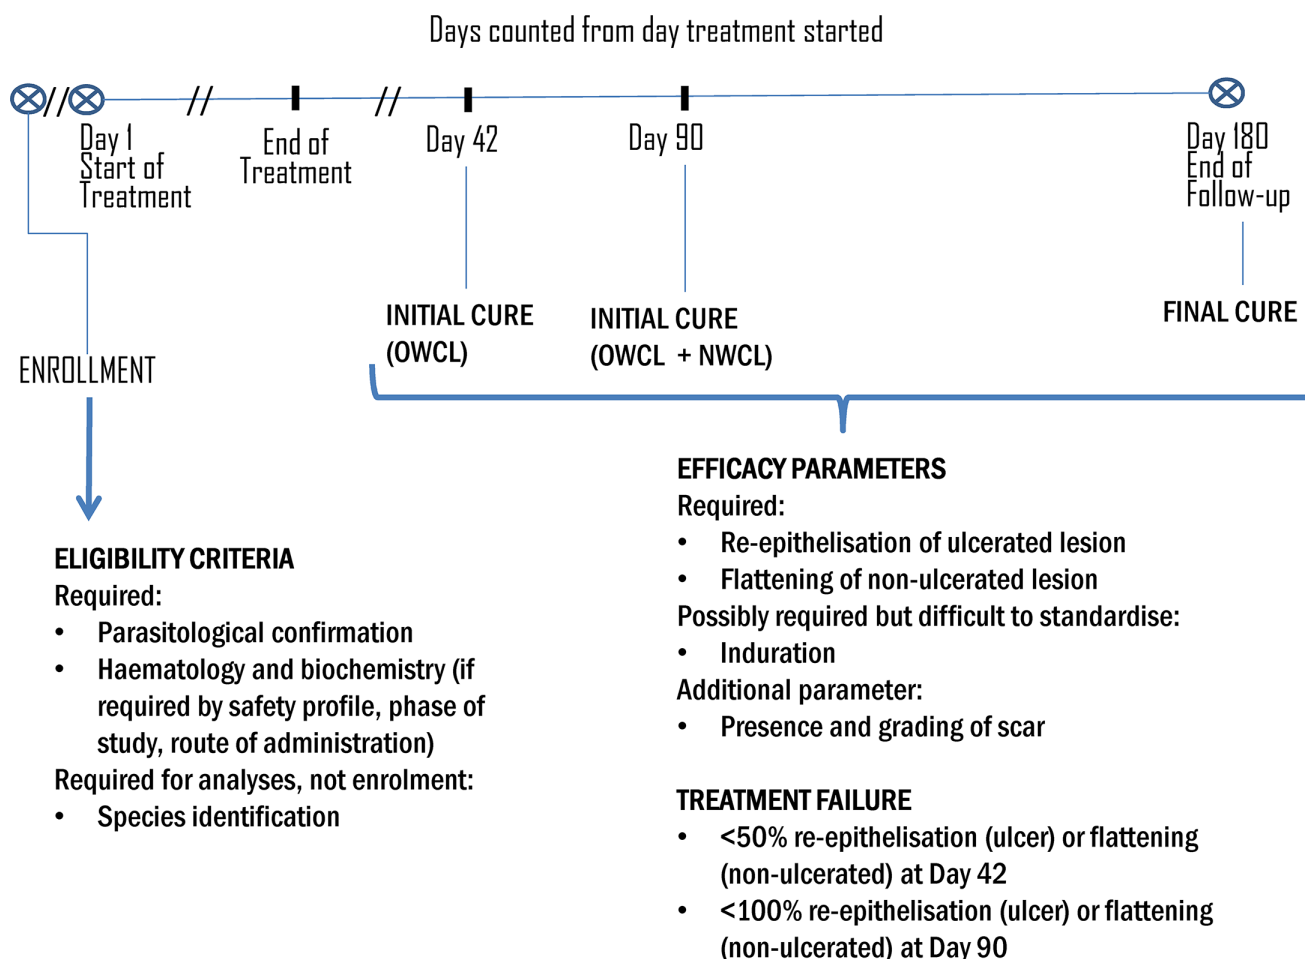 Days counted from day treatment started
Day 1
Start of
Treatment
End of
Treatment
Day 42
Day 90
Day 180
End of
Follow-up
INITIAL CURE
(OWCL)
INITIAL CURE
(OWCL + NWCL)
FINAL CURE
ENROLLMENT
ELIGIBILITY CRITERIA
Required:
• Parasitological confirmation
• Haematology and biochemistry (if
required by safety profile, phase of
study, route of administration)
Required for analyses, not enrolment:
• Species identification
EFFICACY PARAMETERS
Required:
• Re-epithelisation of ulcerated lesion
• Flattening of non-ulcerated lesion
Possibly required but difficult to standardise:
• Induration
Additional parameter:
• Presence and grading of scar
TREATMENT FAILURE
• <50% re-epithelisation (ulcer) or flattening
(non-ulcerated) at Day 42
• <100% re-epithelisation (ulcer) or flattening
(non-ulcerated) at Day 90